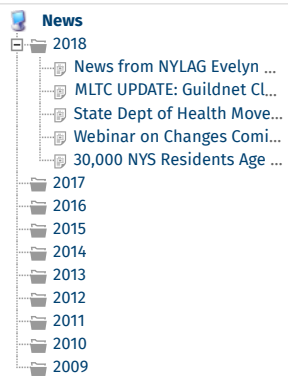 News
2018
News from NYLAG Evelyn ...
MLTC UPDATE: Guildnet Cl...
State Dept of Health Move...
Webinar on Changes Comi...
30,000 NYS Residents Age ...
2017
2016
2015
2014
2013
2012
2011
2010
2009